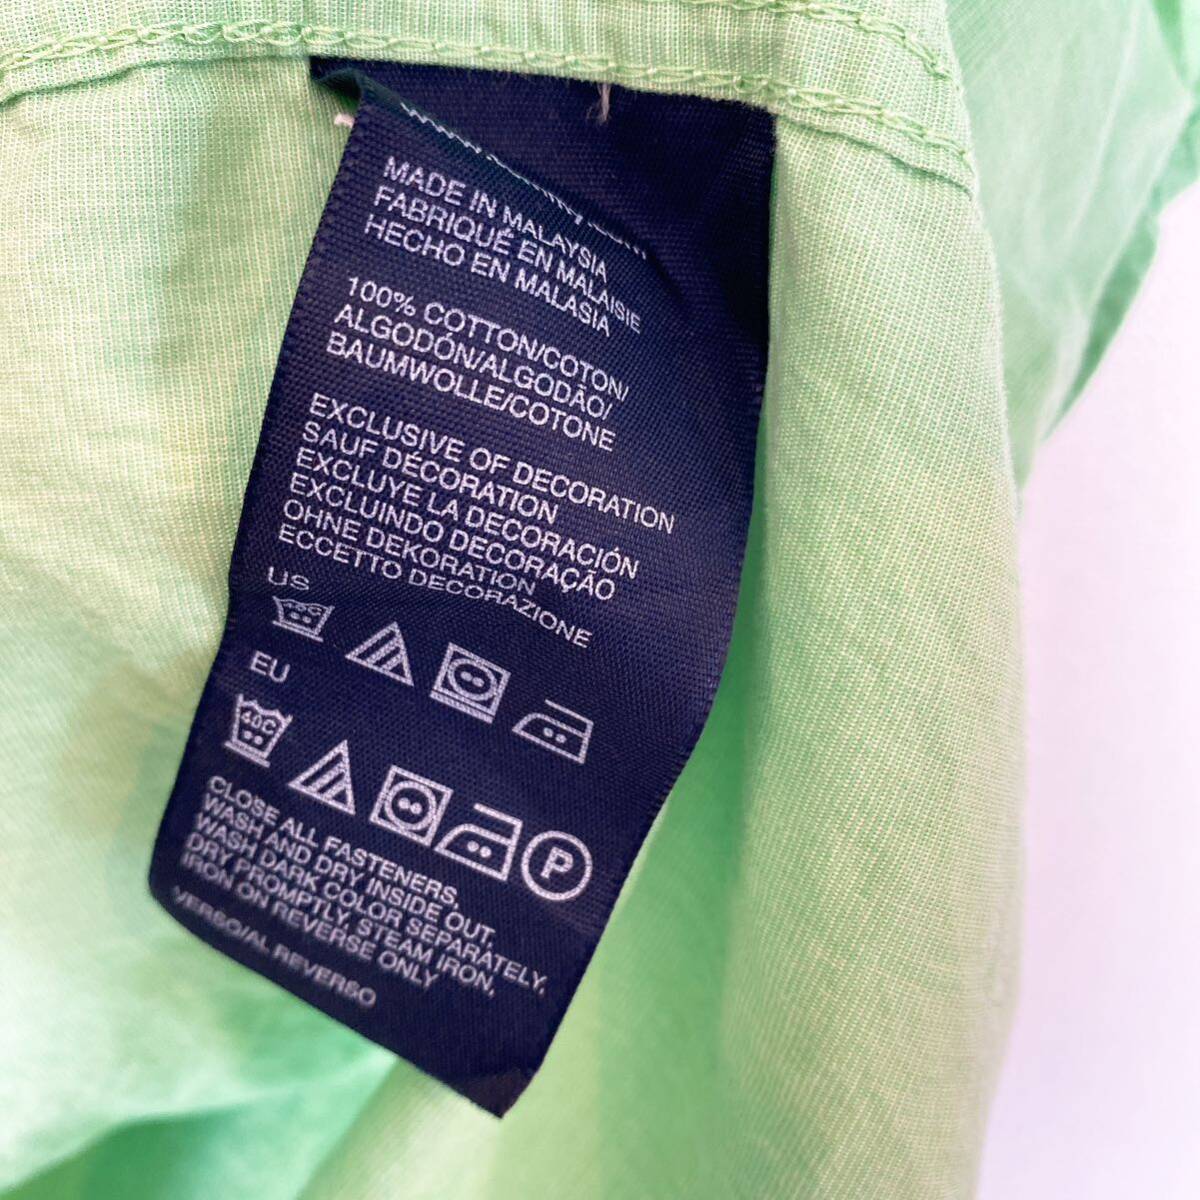 MADE IN MALAYSIA
FABRIQUÉ EN MALAISIE
HECHO EN MALASIA
100% COTTON/COTON/
ALGODÓN/ALGODÃO/
BAUMWOLLE/COTONE
EXCLUSIVE OF DECORATION
SAUF DÉCORATION
EXCLUYE LA DECORACIÓN
EXCLUINDO DECORAÇÃO
OHNE DEKORATION
ECCETTO DECORAZIONE
US
EU
40C
P
CLOSE ALL FASTENERS,
WASH AND DRY INSIDE OUT,
WASH DARK COLOR SEPARATELY,
DRY PROMPTLY, STEAM IRON,
IRON ON REVERSE ONLY
VERSO/AL REVERSO